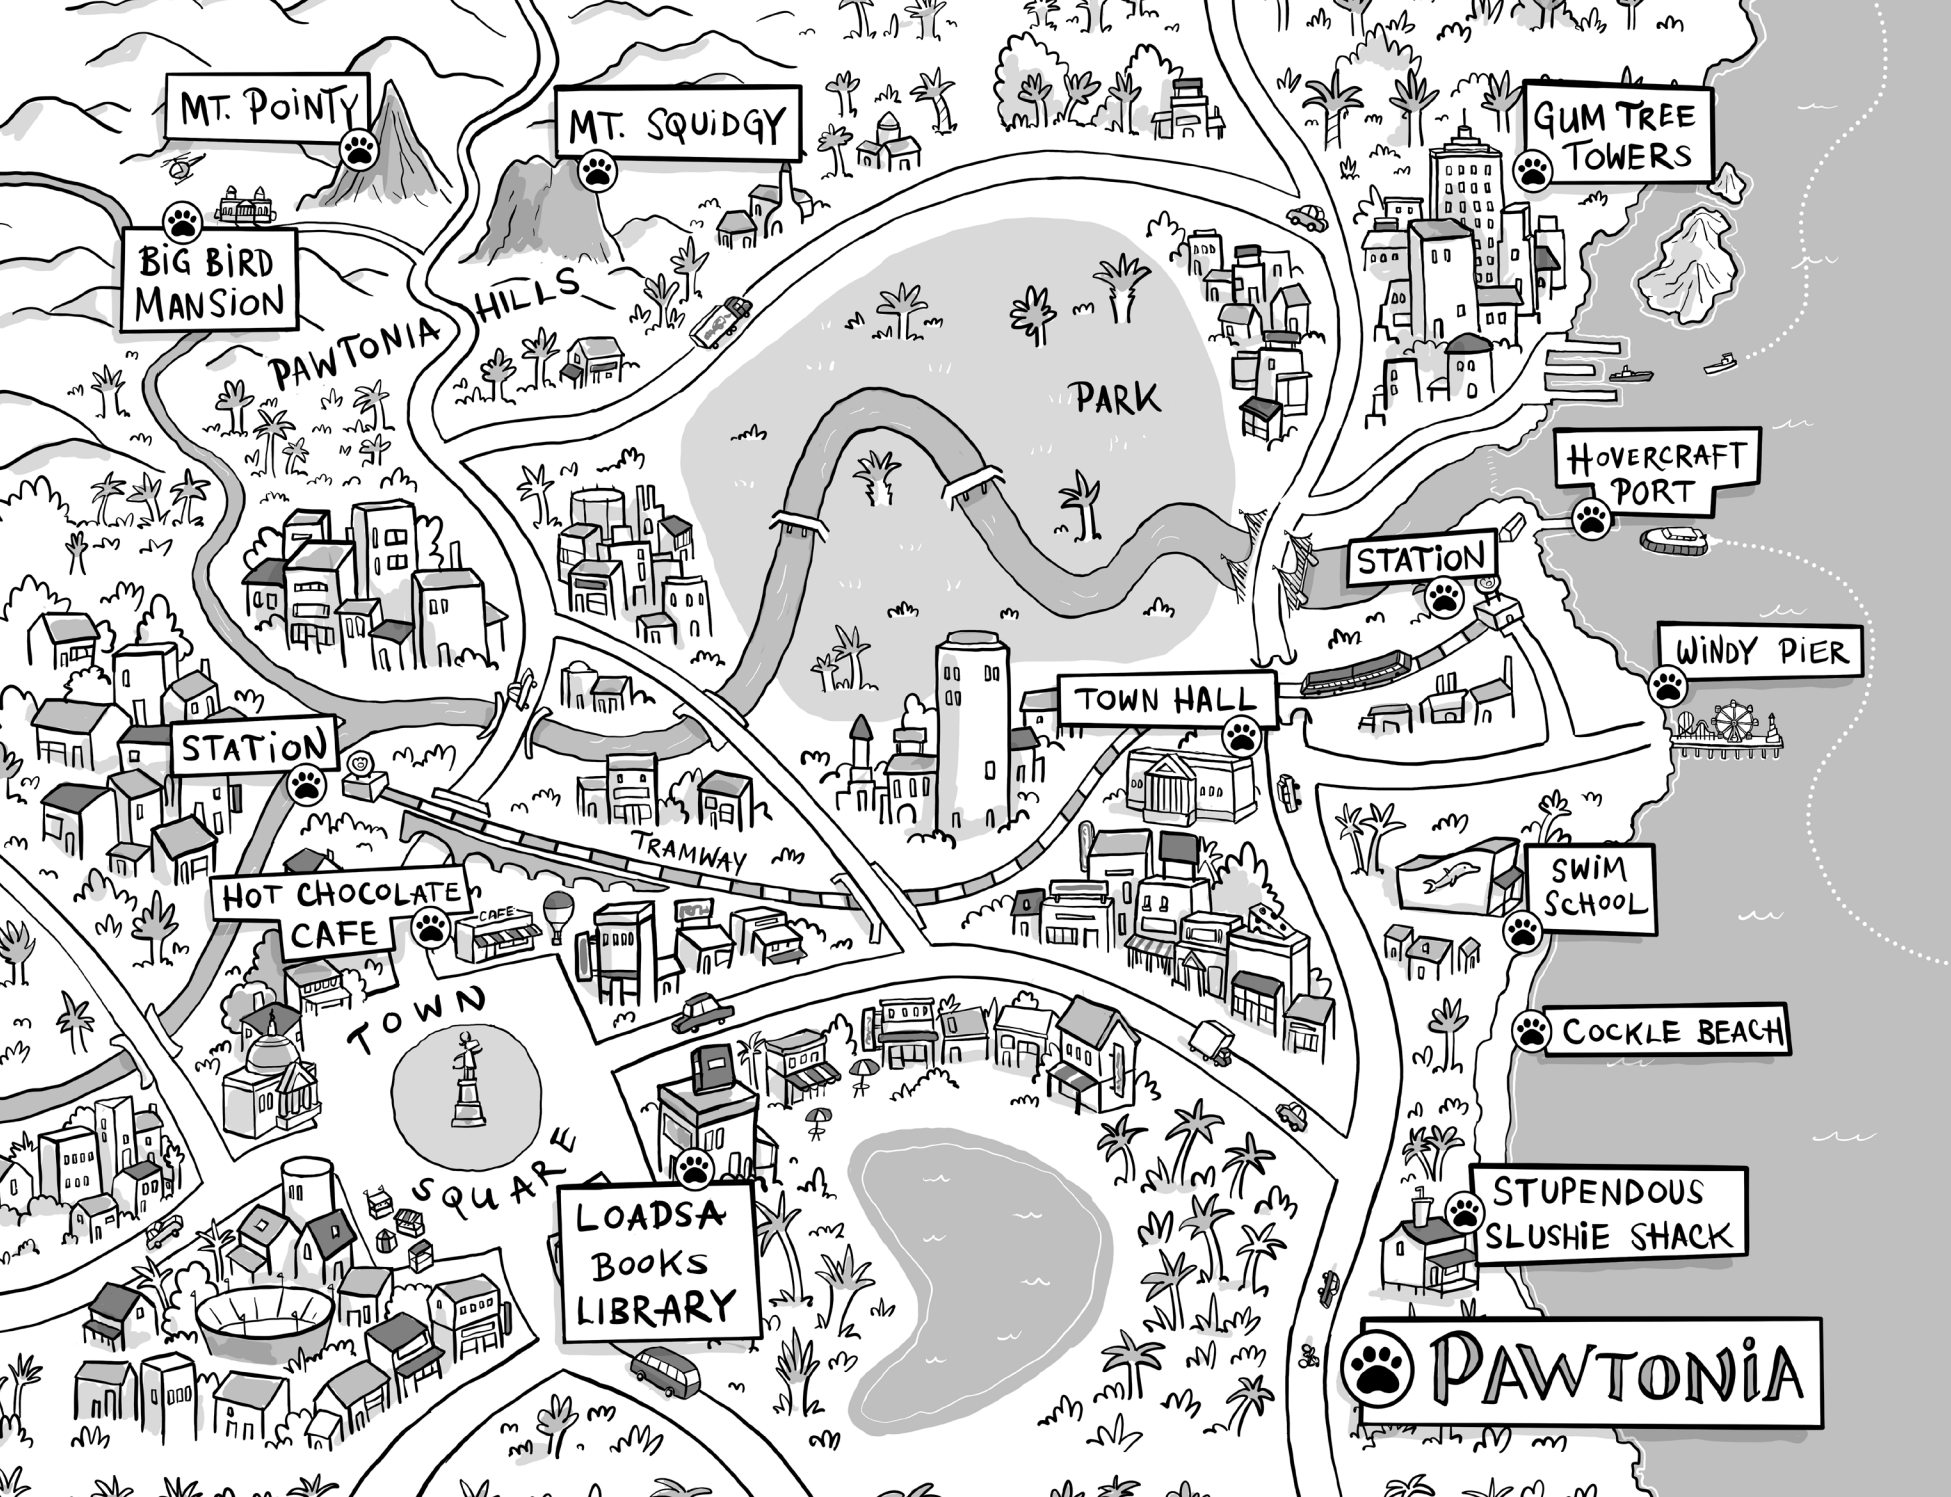 MT. POINTY
MT. SQUIDGY
GUM TREE
TOWERS
BIG BIRD
MANSION
PAWTONIA HILLS
PARK
HOVERCRAFT
PORT
STATION
WINDY PIER
TOWN HALL
STATION
TRAMWAY
HOT CHOCOLATE
CAFE
CAFE
SWIM
SCHOOL
TOWN
SQUARE
COCKLE BEACH
LOADSA
BOOKS
LIBRARY
STUPENDOUS
SLUSHIE SHACK
PAWTONIA